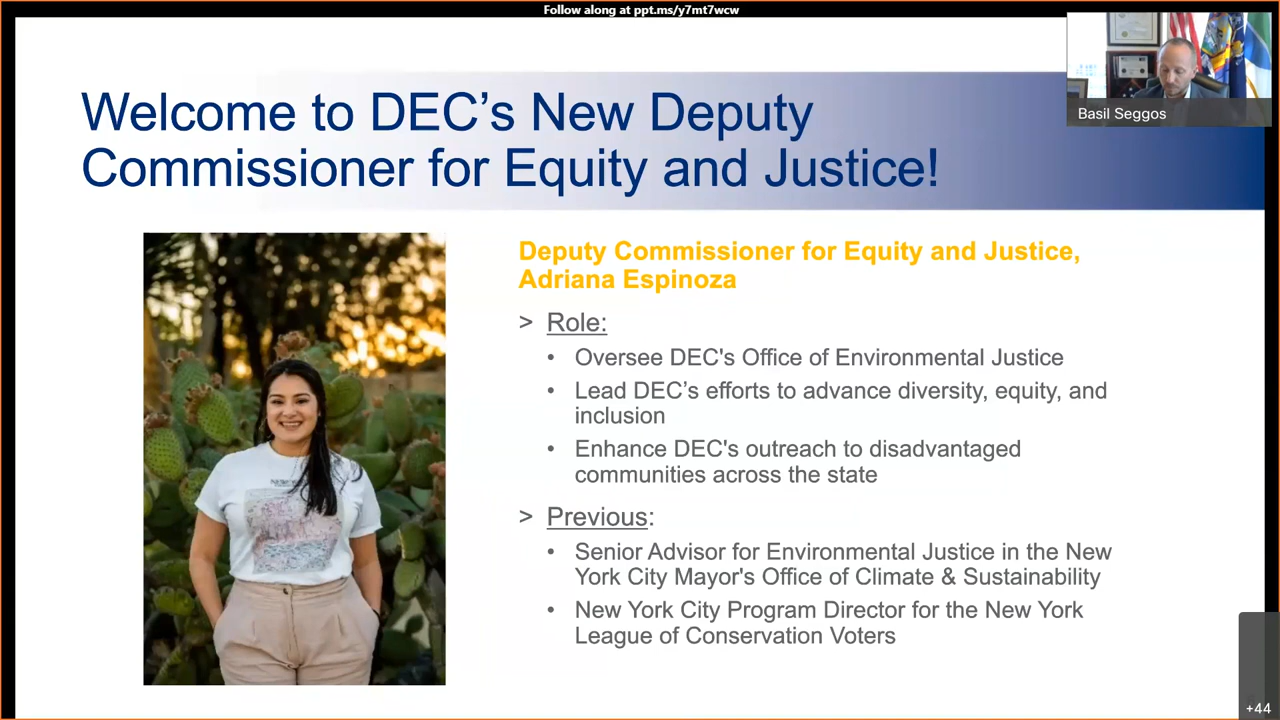 Follow along at ppt.ms/y7mt7wcw
Basil Seggos
Welcome to DEC’s New Deputy
Commissioner for Equity and Justice!
Deputy Commissioner for Equity and Justice,
Adriana Espinoza
> Role:
• Oversee DEC's Office of Environmental Justice
• Lead DEC’s efforts to advance diversity, equity, and
inclusion
• Enhance DEC's outreach to disadvantaged
communities across the state
> Previous:
• Senior Advisor for Environmental Justice in the New
York City Mayor's Office of Climate & Sustainability
• New York City Program Director for the New York
League of Conservation Voters
+44